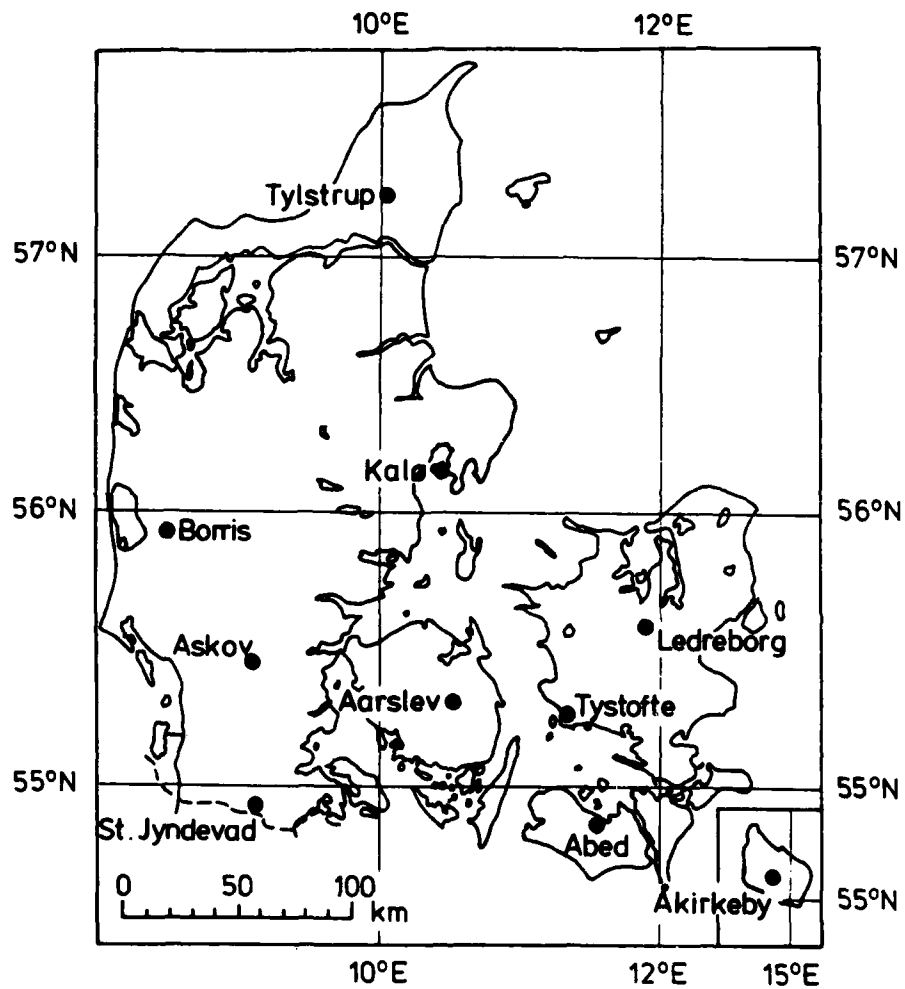 10°E 12°E
Tylstrup
57°N 57°N
Kalø
56°N 56°N
Borris
Ledreborg
Askov
Aarslev Tystofte
55°N 55°N
St. Jyndevad
Abed
0 50 100
km
Akirkeby 55°N
10°E 12°E 15°E